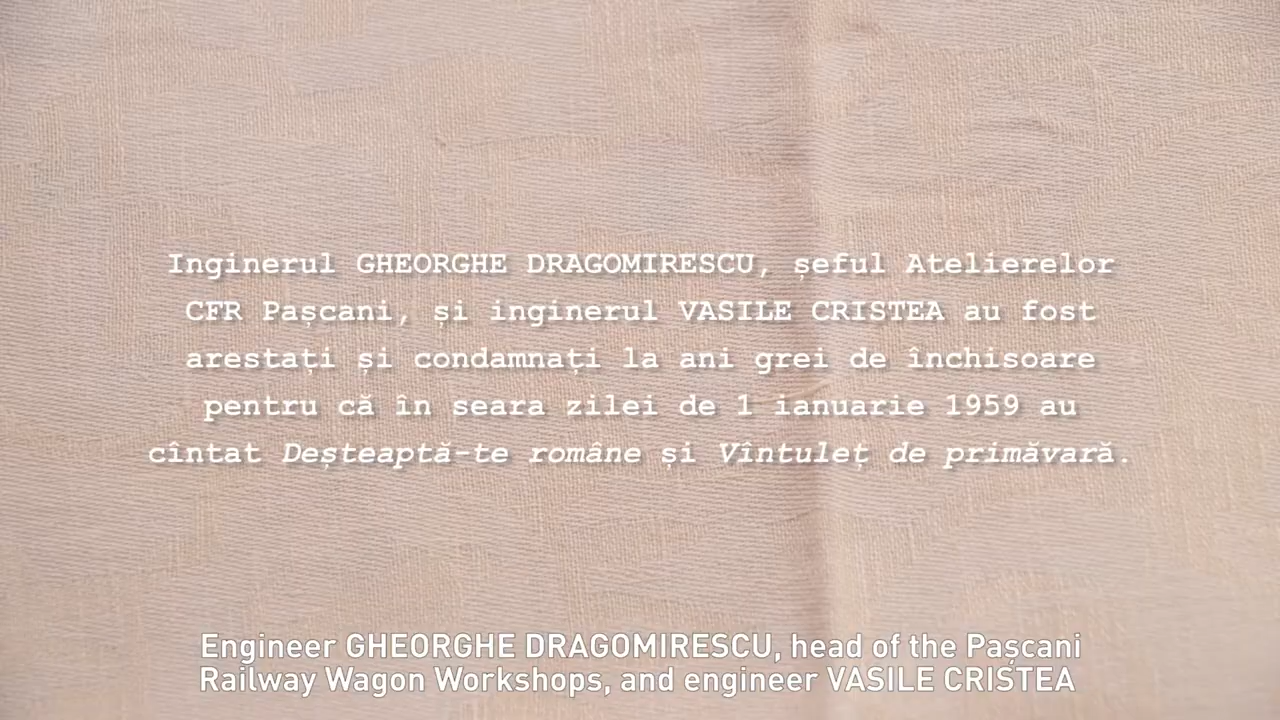 Inginerul GHEORGHE DRAGOMIRESCU, șeful Atelierelor
CFR Pașcani, și inginerul VASILE CRISTEA au fost
arestați și condamnați la ani grei de închisoare
pentru că în seara zilei de 1 ianuarie 1959 au
cîntat Deșteaptă-te române și Vîntuleț de primăvară.
Engineer GHEORGHE DRAGOMIRESCU, head of the Pașcani
Railway Wagon Workshops, and engineer VASILE CRISTEA